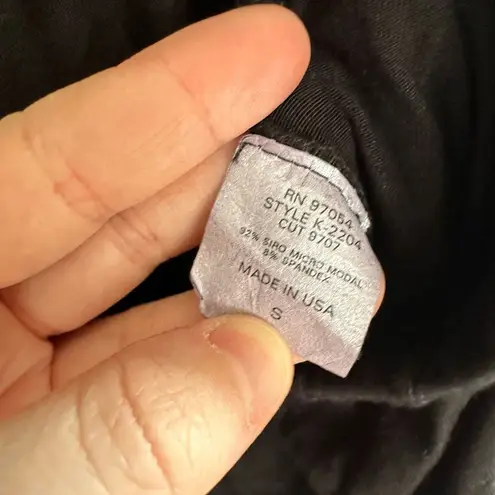 RN 97054
STYLE K-2204
CUT 9707
92% SIRO MICRO MODAL
8% SPANDEX
MADE IN USA
S